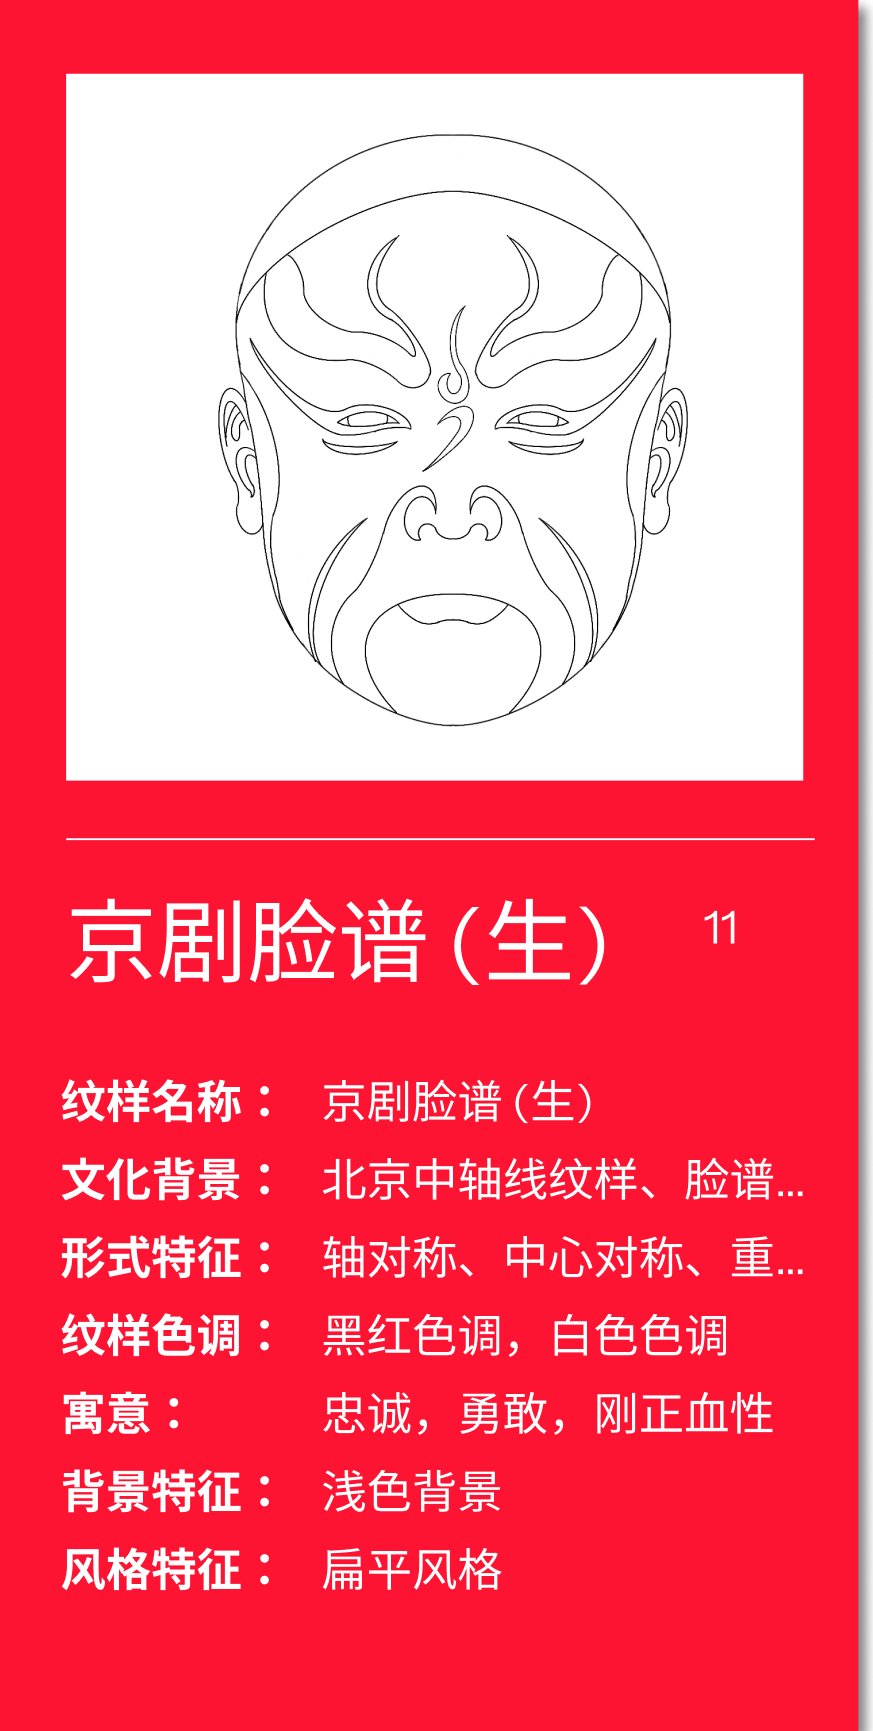 京剧脸谱（生）
11
纹样名称： 京剧脸谱（生）
文化背景： 北京中轴线纹样、脸谱...
形式特征： 轴对称、中心对称、重...
纹样色调： 黑红色调，白色色调
寓意： 忠诚，勇敢，刚正血性
背景特征： 浅色背景
风格特征： 扁平风格